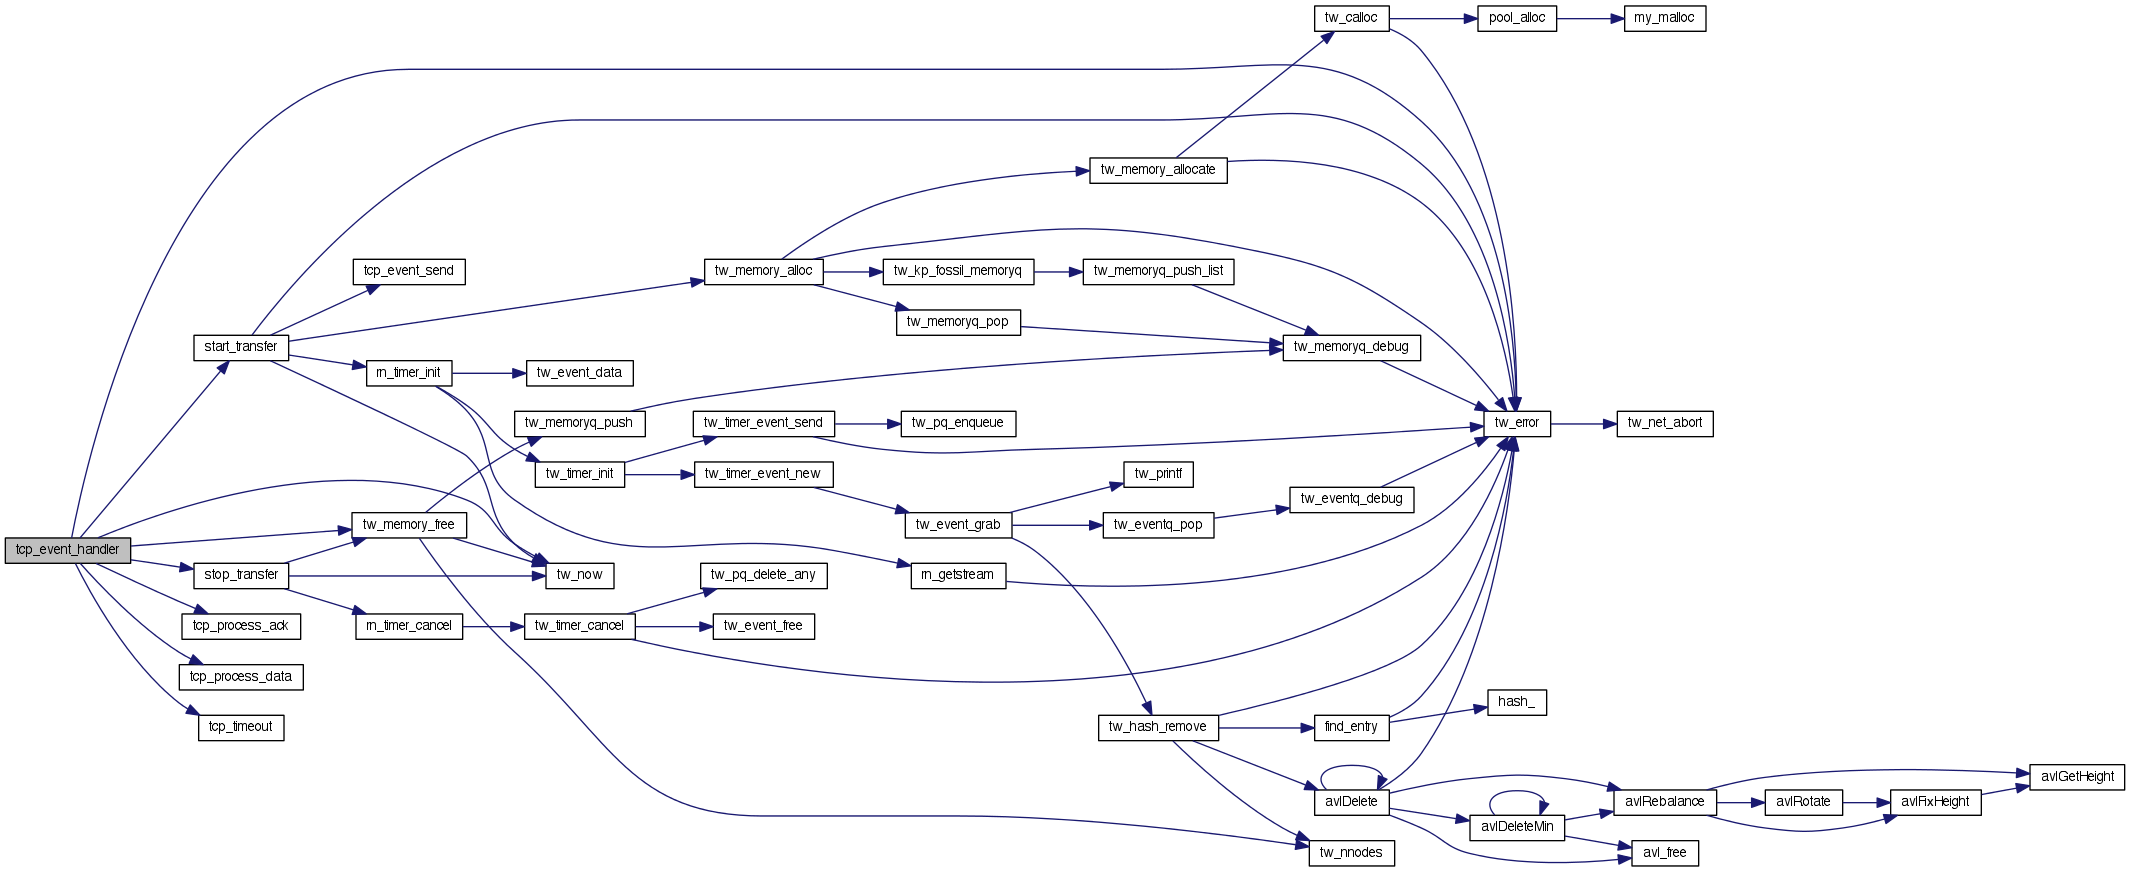 tw_calloc
pool_alloc
my_malloc
tw_memory_allocate
tcp_event_send
tw_memory_alloc
tw_kp_fossil_memoryq
tw_memoryq_push_list
tw_memoryq_pop
start_transfer
tw_memoryq_debug
rn_timer_init
tw_event_data
tw_memoryq_push
tw_timer_event_send
tw_pq_enqueue
tw_error
tw_net_abort
tw_timer_init
tw_timer_event_new
tw_printf
tw_eventq_debug
tw_memory_free
tw_event_grab
tw_eventq_pop
tcp_event_handler
stop_transfer
tw_now
tw_pq_delete_any
rn_getstream
tcp_process_ack
rn_timer_cancel
tw_timer_cancel
tw_event_free
tcp_process_data
hash_
tcp_timeout
tw_hash_remove
find_entry
avlGetHeight
avlDelete
avlRebalance
avlRotate
avlFixHeight
avlDeleteMin
tw_nnodes
avl_free